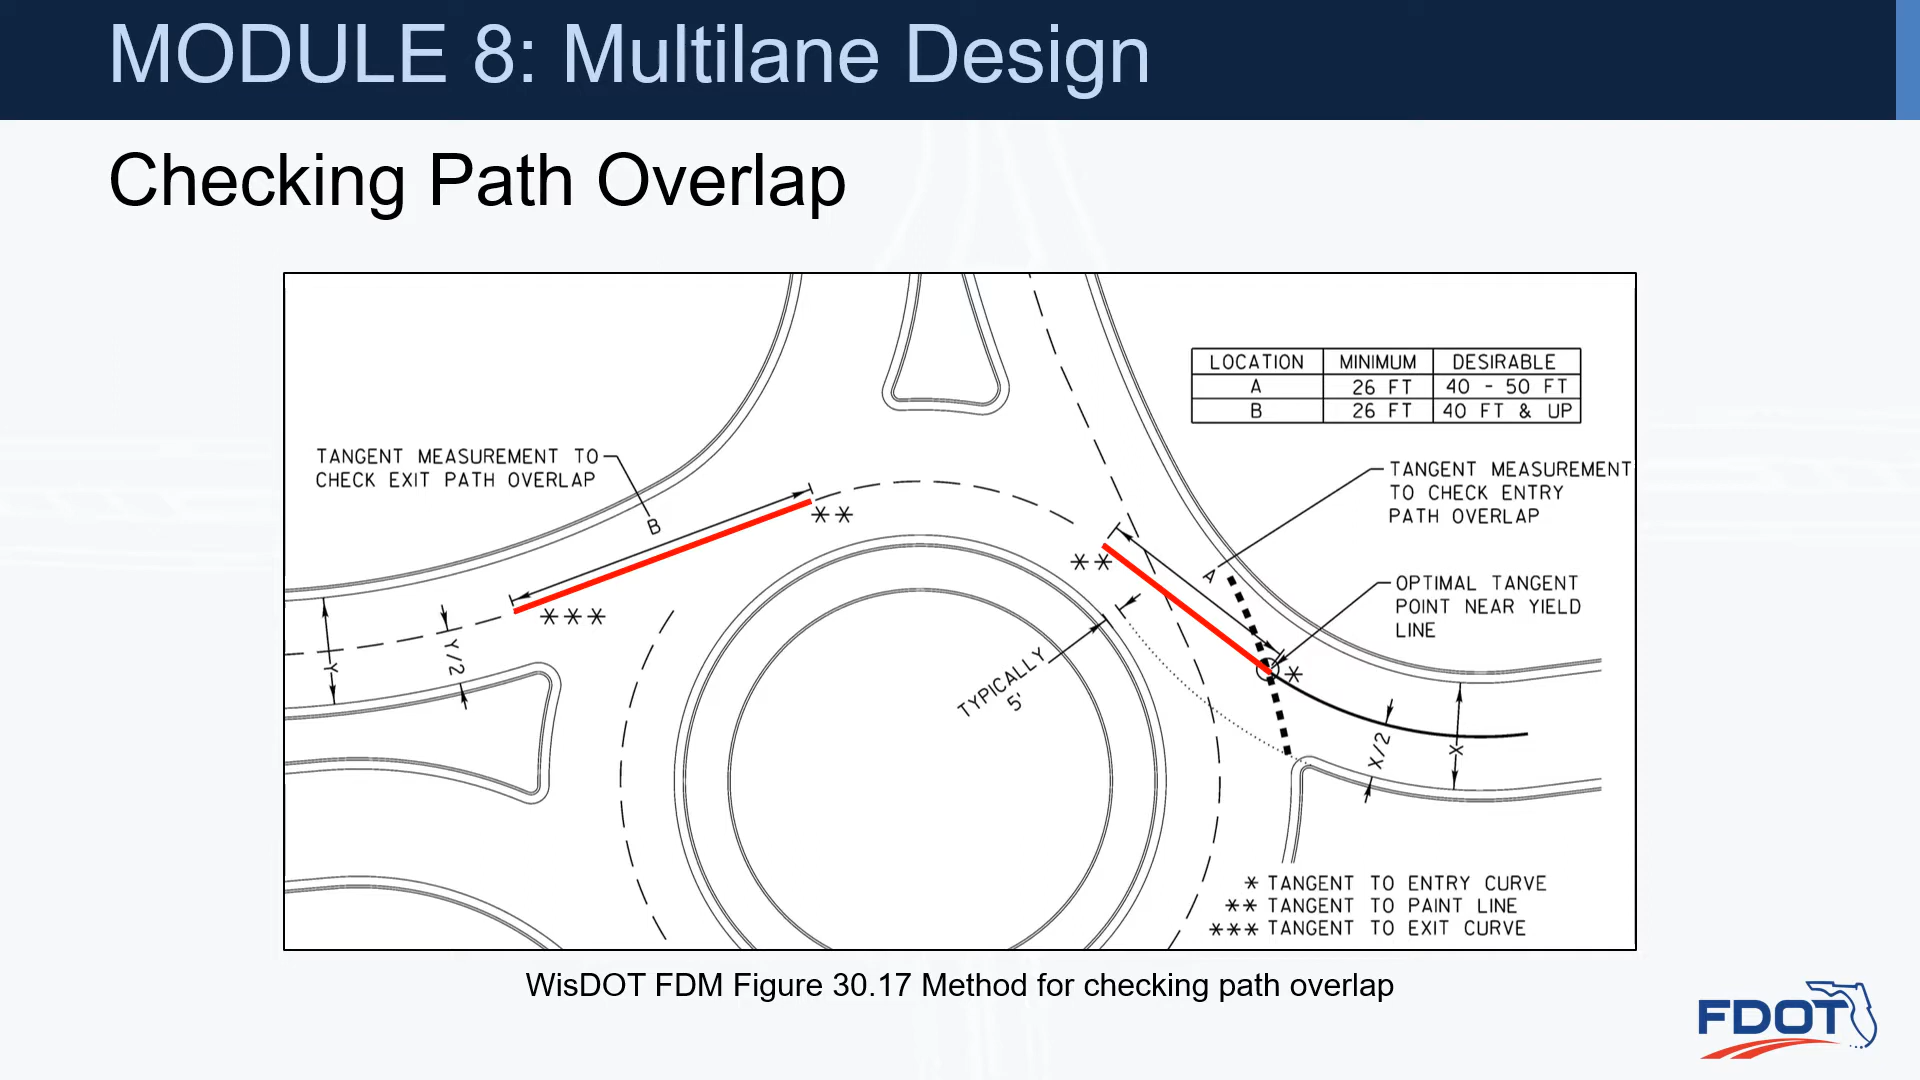 MODULE 8: Multilane Design
Checking Path Overlap
LOCATION MINIMUM DESIRABLE
A 26 FT 40 - 50 FT
B 26 FT 40 FT & UP
TANGENT MEASUREMENT TO
CHECK EXIT PATH OVERLAP
B
**
***
TANGENT MEASUREMENT
TO CHECK ENTRY
PATH OVERLAP
**
A
OPTIMAL TANGENT
POINT NEAR YIELD
LINE
*
Y
Y/2
TYPICALLY
5'
X/2
X
* TANGENT TO ENTRY CURVE
** TANGENT TO PAINT LINE
*** TANGENT TO EXIT CURVE
WisDOT FDM Figure 30.17 Method for checking path overlap
FDOT